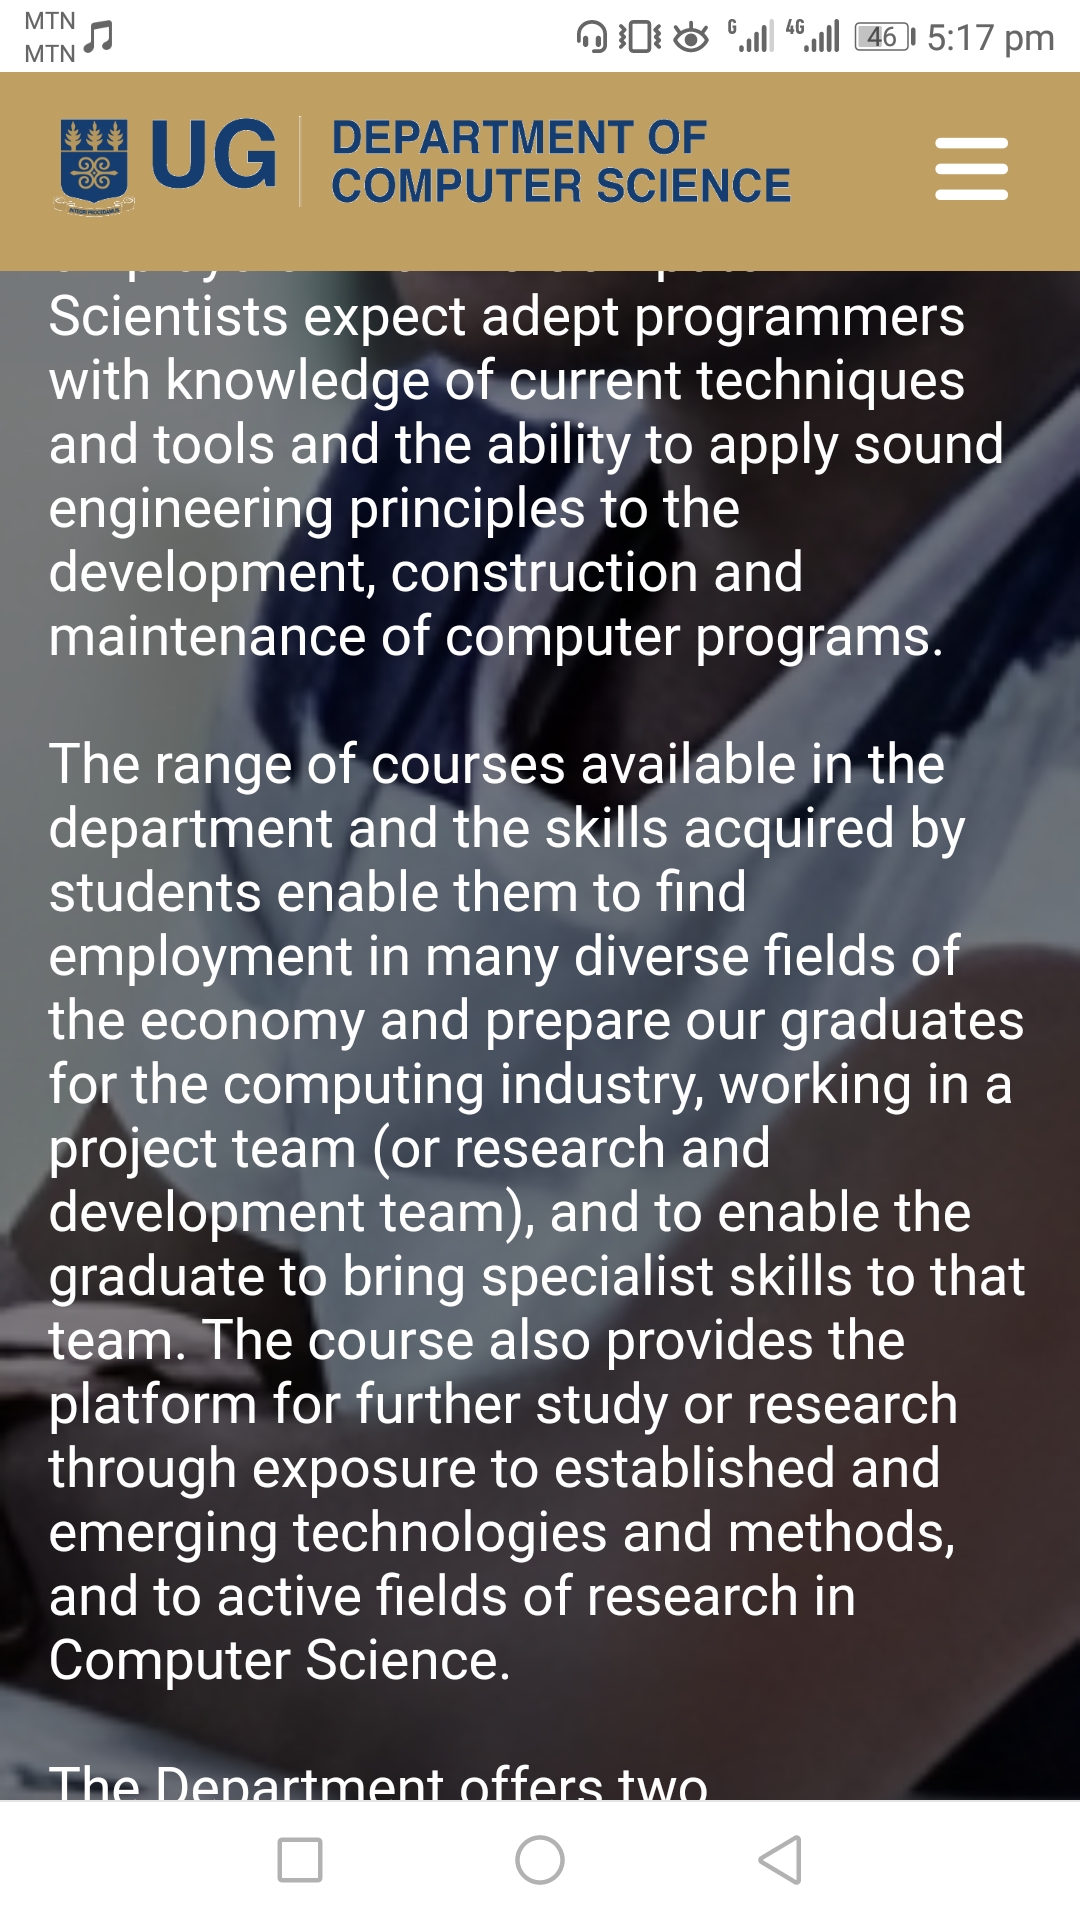 MTN
MTN
G
4G
46
5:17 pm
UG
DEPARTMENT OF
COMPUTER SCIENCE
Scientists expect adept programmers
with knowledge of current techniques
and tools and the ability to apply sound
engineering principles to the
development, construction and
maintenance of computer programs.
The range of courses available in the
department and the skills acquired by
students enable them to find
employment in many diverse fields of
the economy and prepare our graduates
for the computing industry, working in a
project team (or research and
development team), and to enable the
graduate to bring specialist skills to that
team. The course also provides the
platform for further study or research
through exposure to established and
emerging technologies and methods,
and to active fields of research in
Computer Science.
The Department offers two